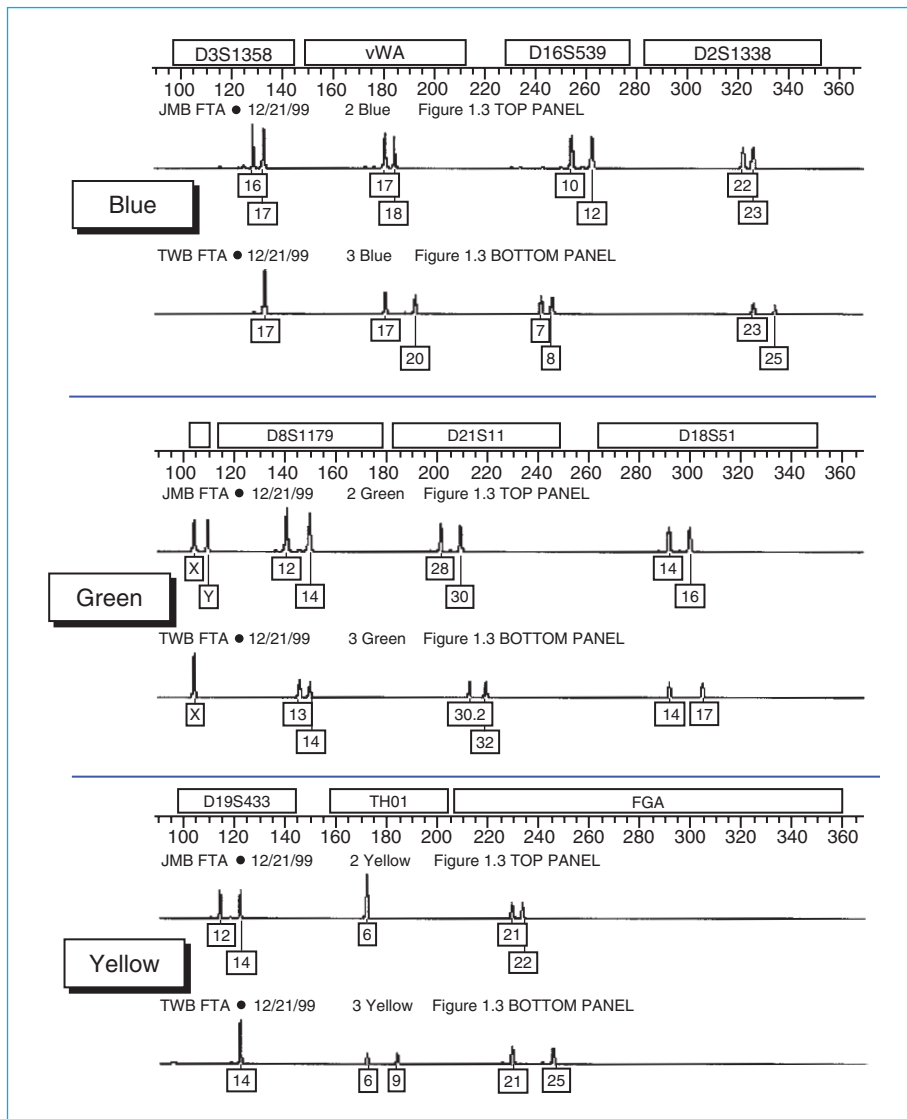 D3S1358 vWA D16S539 D2S1338
100 120 140 160 180 200 220 240 260 280 300 320 340 360
JMB FTA ● 12/21/99 2 Blue Figure 1.3 TOP PANEL
16 17 10 22
17 18 12 23
Blue
TWB FTA ● 12/21/99 3 Blue Figure 1.3 BOTTOM PANEL
17 17 7 23
20 8 25
D8S1179 D21S11 D18S51
100 120 140 160 180 200 220 240 260 280 300 320 340 360
JMB FTA ● 12/21/99 2 Green Figure 1.3 TOP PANEL
X 12 28 30 14
Y 14 16
Green
TWB FTA ● 12/21/99 3 Green Figure 1.3 BOTTOM PANEL
X 13 30.2 14 17
14 32
D19S433 TH01 FGA
100 120 140 160 180 200 220 240 260 280 300 320 340 360
JMB FTA ● 12/21/99 2 Yellow Figure 1.3 TOP PANEL
12 6 21
14 22
Yellow
TWB FTA ● 12/21/99 3 Yellow Figure 1.3 BOTTOM PANEL
14 6 9 21 25